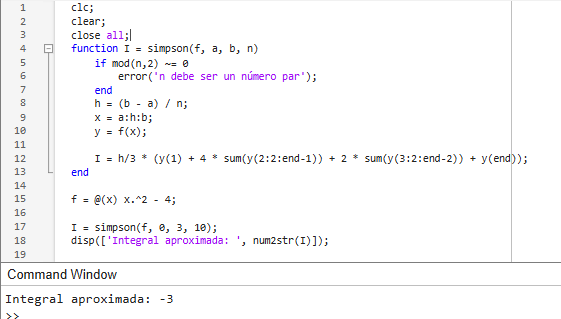 1 clc;
2 clear;
3 close all;
4 function I = simpson(f, a, b, n)
5 if mod(n,2) ~= 0
6 error('n debe ser un número par');
7 end
8 h = (b - a) / n;
9 x = a:h:b;
10 y = f(x);
11
12 I = h/3 * (y(1) + 4 * sum(y(2:2:end-1)) + 2 * sum(y(3:2:end-2)) + y(end));
13 end
14
15 f = @(x) x.^2 - 4;
16
17 I = simpson(f, 0, 3, 10);
18 disp(['Integral aproximada: ', num2str(I)]);
19
Command Window
Integral aproximada: -3
>>